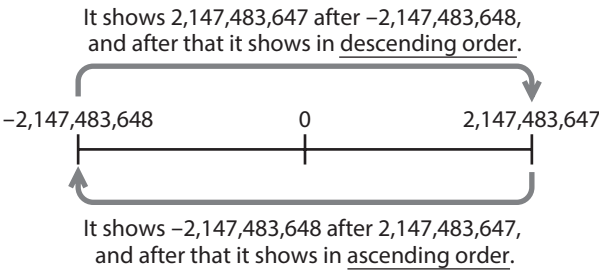 It shows 2,147,483,647 after –2,147,483,648,
and after that it shows in descending order.
–2,147,483,648 0 2,147,483,647
It shows –2,147,483,648 after 2,147,483,647,
and after that it shows in ascending order.